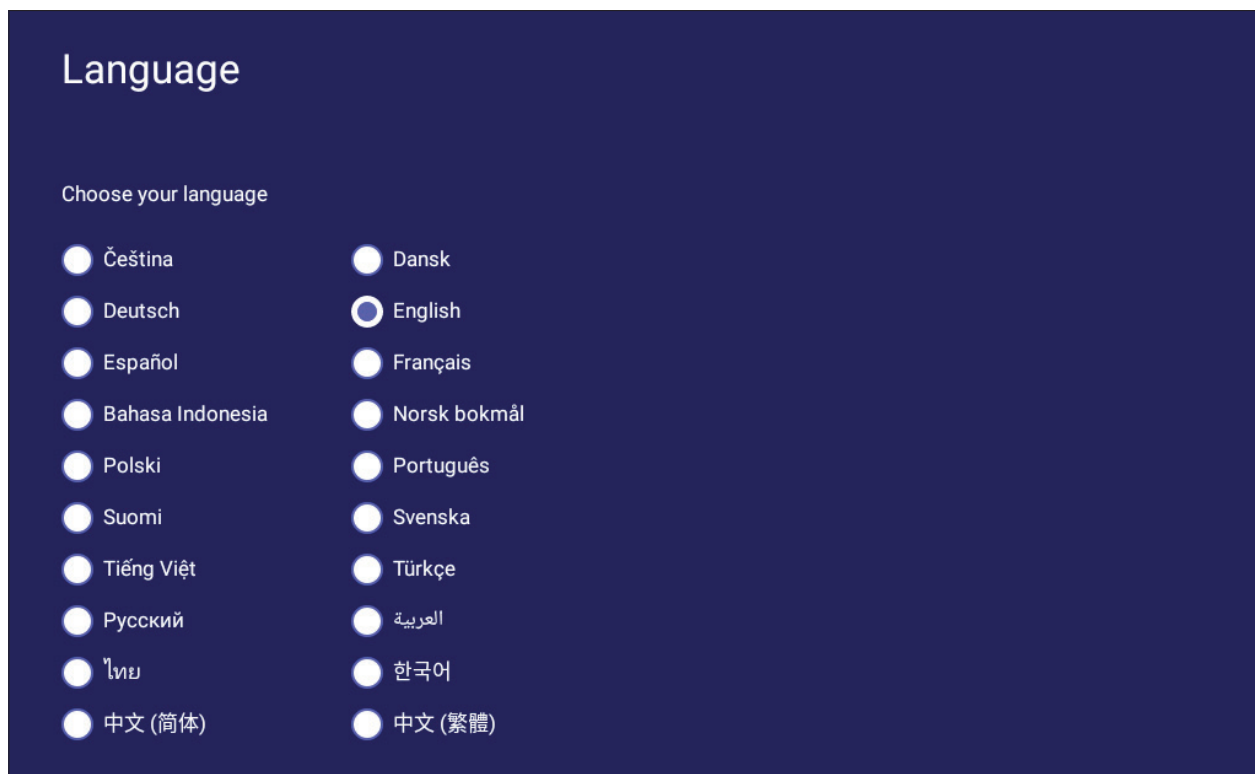 Language
Choose your language
Čeština Dansk
Deutsch English
Español Français
Bahasa Indonesia Norsk bokmål
Polski Português
Suomi Svenska
Tiếng Việt Türkçe
Русский العربية
ไทย 한국어
中文 (简体) 中文 (繁體)